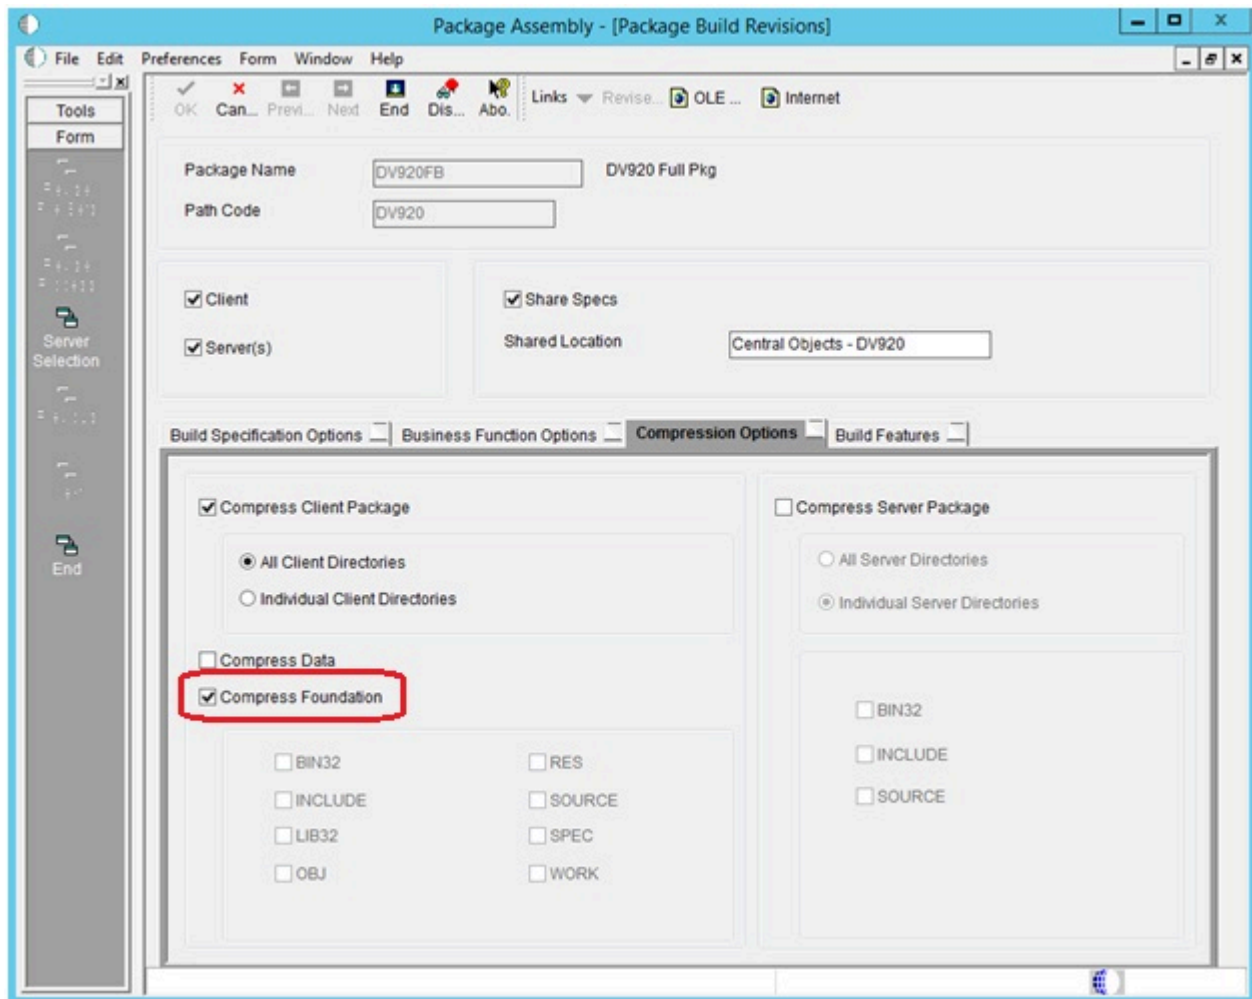 Package Assembly - [Package Build Revisions]
File Edit Preferences Form Window Help
Tools
Form
OK Can... Previ... Next End Dis... Abo. Links Revise... OLE ... Internet
Package Name DV920FB DV920 Full Pkg
Path Code DV920
Client
Server(s)
Share Specs
Shared Location Central Objects - DV920
Server
Selection
End
Build Specification Options Business Function Options Compression Options Build Features
Compress Client Package
All Client Directories
Individual Client Directories
Compress Data
Compress Foundation
BIN32 RES
INCLUDE SOURCE
LIB32 SPEC
OBJ WORK
Compress Server Package
All Server Directories
Individual Server Directories
BIN32
INCLUDE
SOURCE